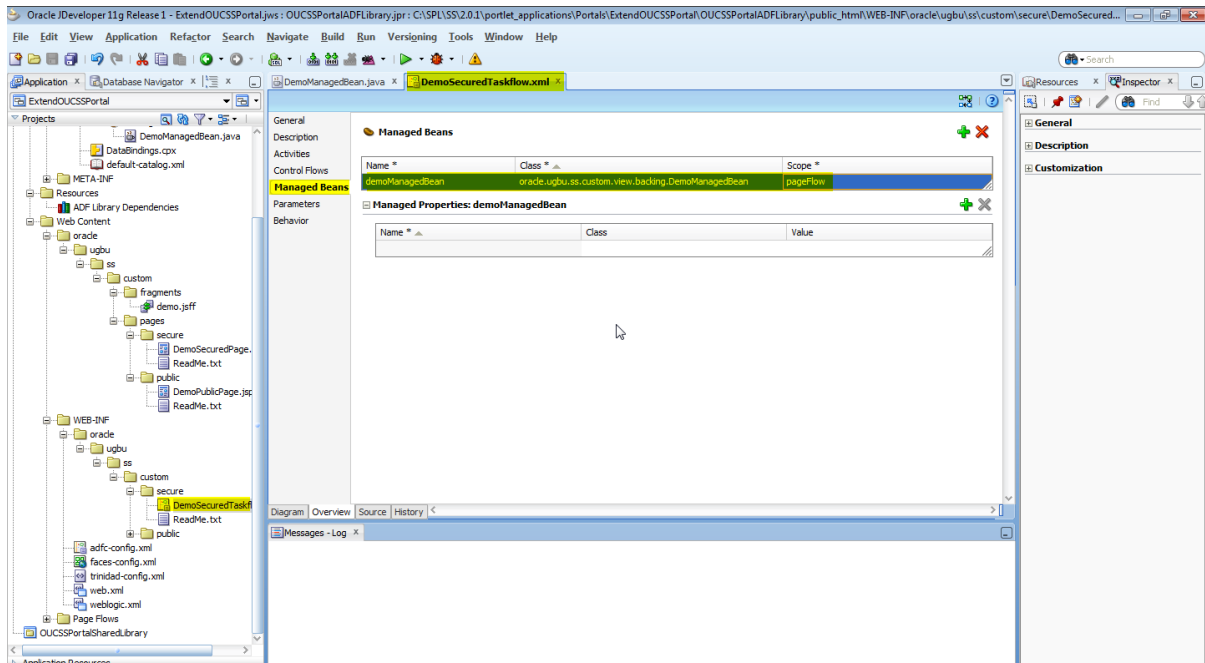 Oracle JDeveloper 11g Release 1 - ExtendOUCSSPortal.jws : OUCSSPortalADFLibrary.jpr : C:\SPL\SS\2.0.1\portlet_applications\Portals\ExtendOUCSSPortal\OUCSSPortalADFLibrary\public_html\WEB-INF\oracle\ugbu\ss\custom\secure\DemoSecured...
File Edit View Application Refactor Search Navigate Build Run Versioning Tools Window Help
Search
Application x Database Navigator x x
DemoManagedBean.java x DemoSecuredTaskflow.xml x
Resources x Inspector x
ExtendOUCSSPortal
Find
Projects
DemoManagedBean.java
DataBindings.cpx
default-catalog.xml
META-INF
Resources
ADF Library Dependencies
Web Content
oracle
ugbu
ss
custom
fragments
demo.jsff
pages
secure
DemoSecuredPage.
ReadMe.txt
public
DemoPublicPage.jsp
ReadMe.txt
WEB-INF
oracle
ugbu
ss
custom
secure
DemoSecuredTaskfl
ReadMe.txt
public
adfc-config.xml
faces-config.xml
trinidad-config.xml
web.xml
weblogic.xml
Page Flows
OUCSSPortalSharedLibrary
Application Resources
General
Description
Activities
Control Flows
Managed Beans
Parameters
Behavior
Managed Beans
Name * Class * Scope *
demoManagedBean oracle.ugbu.ss.custom.view.backing.DemoManagedBean pageFlow
Managed Properties: demoManagedBean
Name * Class Value
Diagram Overview Source History
Messages - Log x
General
Description
Customization